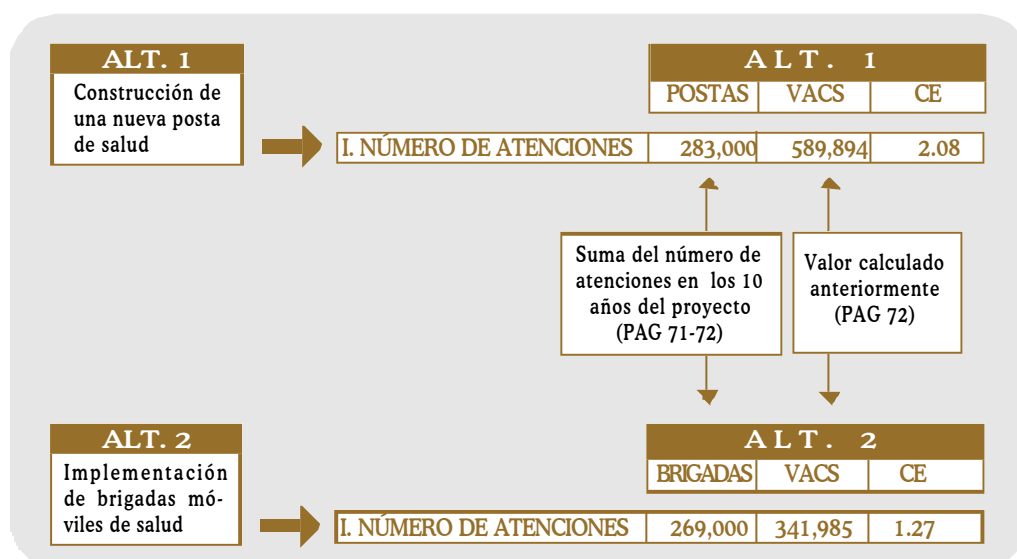 ALT. 1
Construcción de
una nueva posta
de salud
ALT. 1
POSTAS VACS CE
I. NÚMERO DE ATENCIONES 283,000 589,894 2.08
Suma del número de
atenciones en los 10
años del proyecto
(PAG 71-72)
Valor calculado
anteriormente
(PAG 72)
ALT. 2
Implementación
de brigadas mó-
viles de salud
ALT. 2
BRIGADAS VACS CE
I. NÚMERO DE ATENCIONES 269,000 341,985 1.27